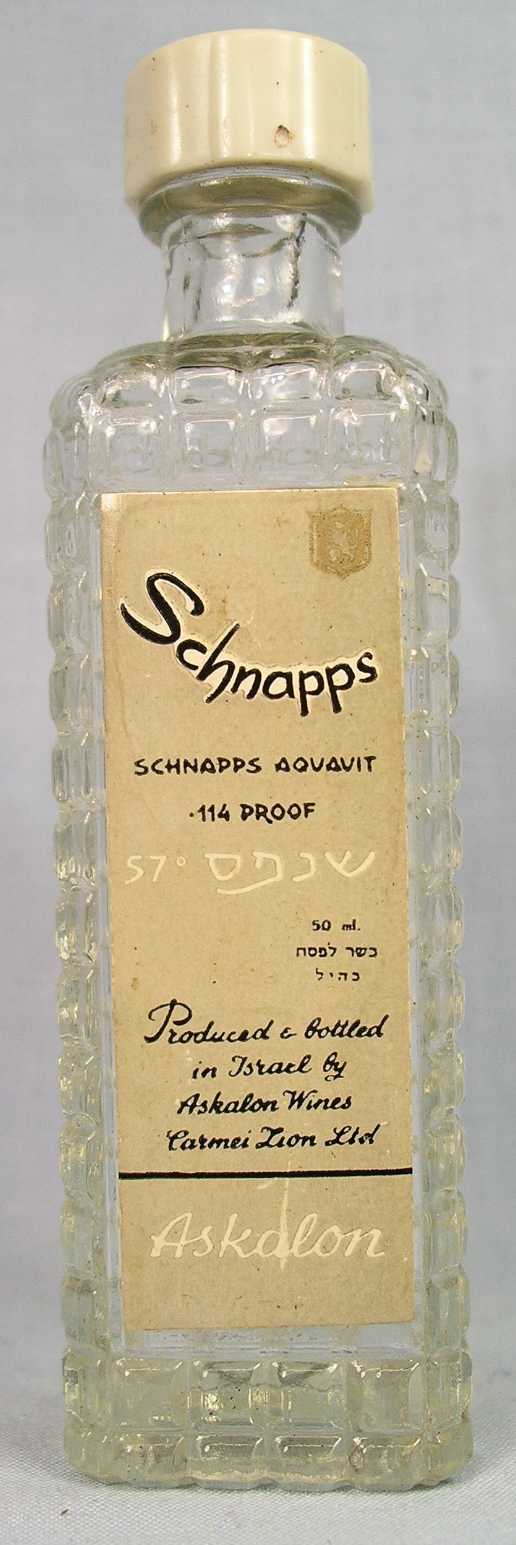 Schnapps
SCHNAPPS AQUAVIT
·114 PROOF
57° שנפס
50 ml.
כשר לפסח
כהיל
Produced & bottled
in Israel by
Askalon Wines
Carmei Zion Ltd
Askalon